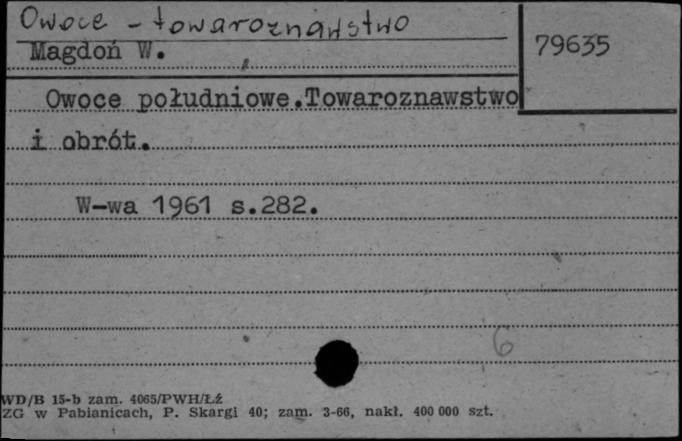 Owoce - towaroznawstwo
Magdoń W.
79635
Owoce południowe.Towaroznawstwo
i obrót.
W-wa 1961 s.282.
6
WD/B 15-b zam. 4065/PWH/Łź
ZG w Pabianicach, P. Skargi 40; zam. 3-66, nakł. 400 000 szt.